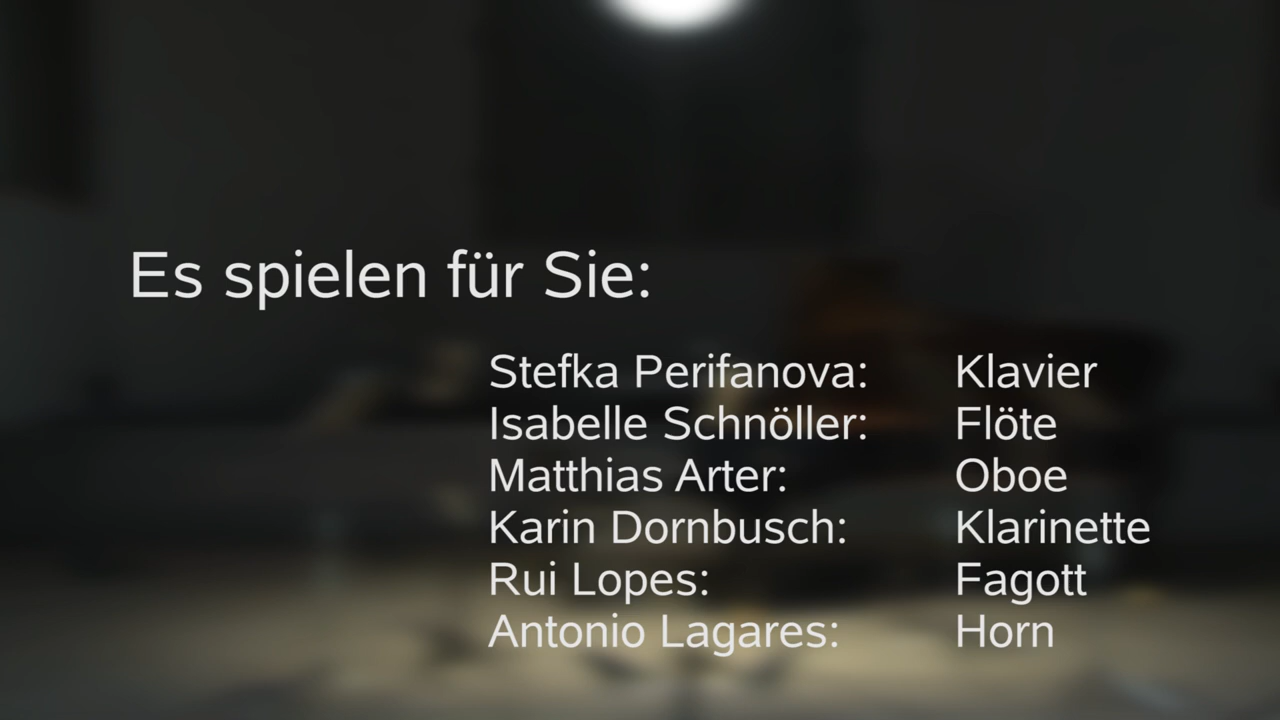 Es spielen für Sie:
Stefka Perifanova: Klavier
Isabelle Schnöller: Flöte
Matthias Arter: Oboe
Karin Dornbusch: Klarinette
Rui Lopes: Fagott
Antonio Lagares: Horn